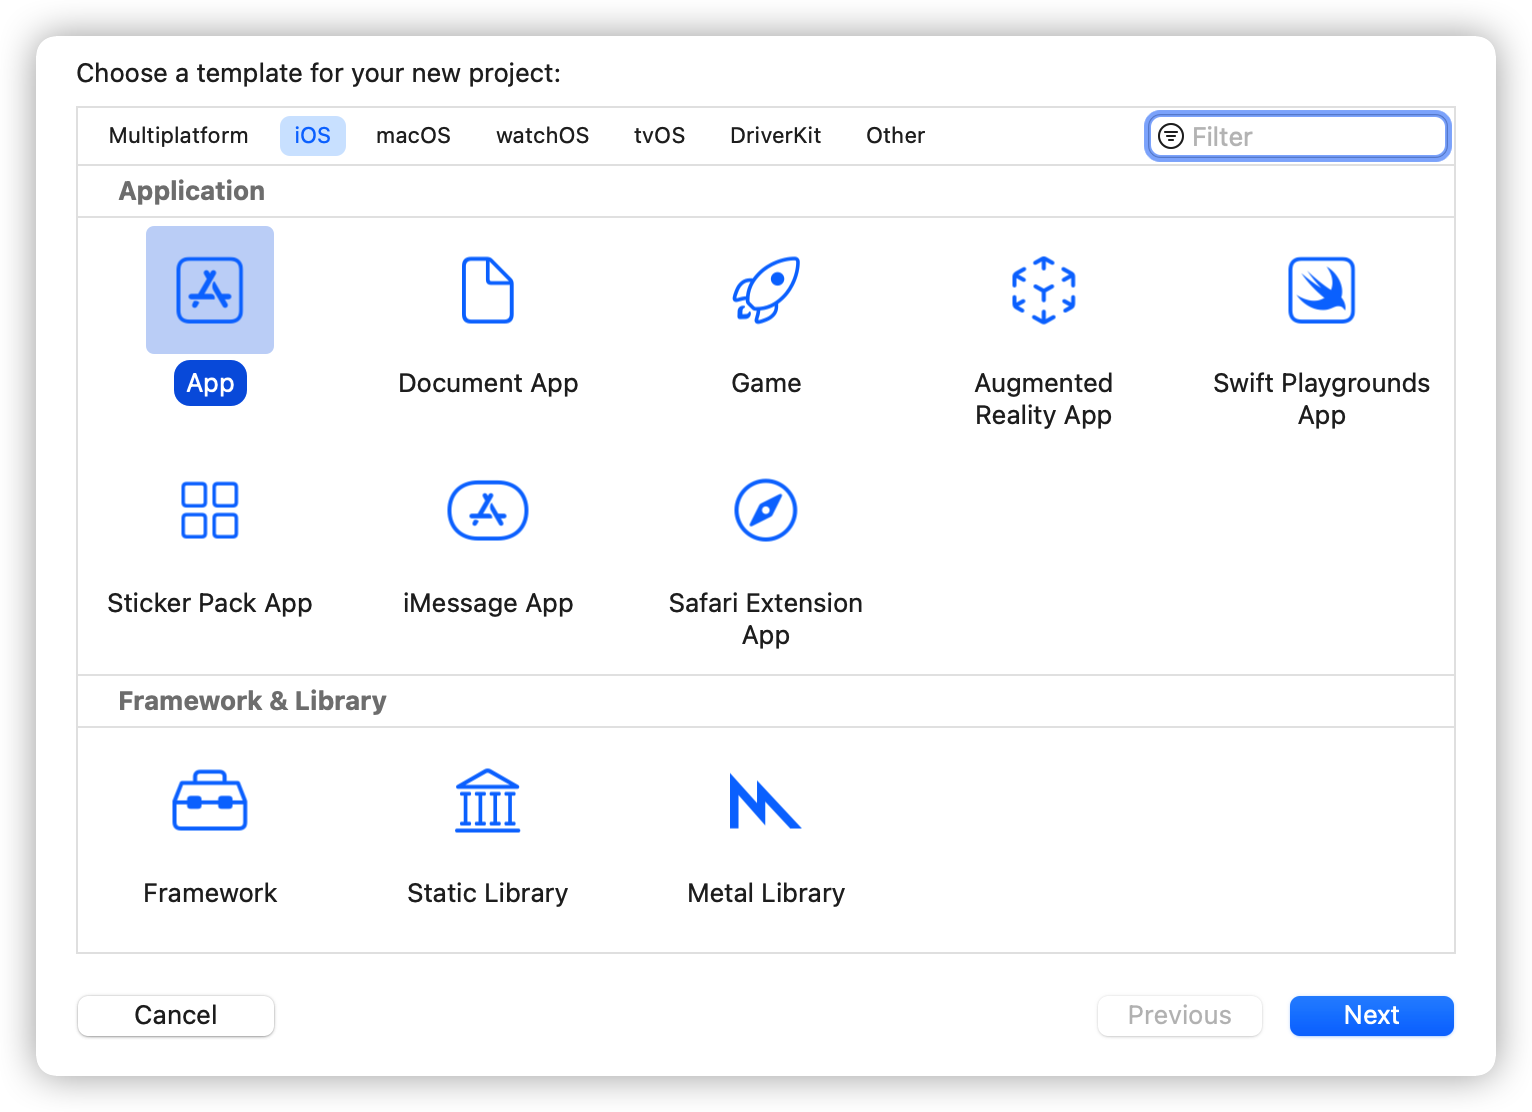 Choose a template for your new project:
Multiplatform iOS macOS watchOS tvOS DriverKit Other Filter
Application
App Document App Game Augmented Reality App Swift Playgrounds App
Sticker Pack App iMessage App Safari Extension App
Framework & Library
Framework Static Library Metal Library
Cancel Previous Next